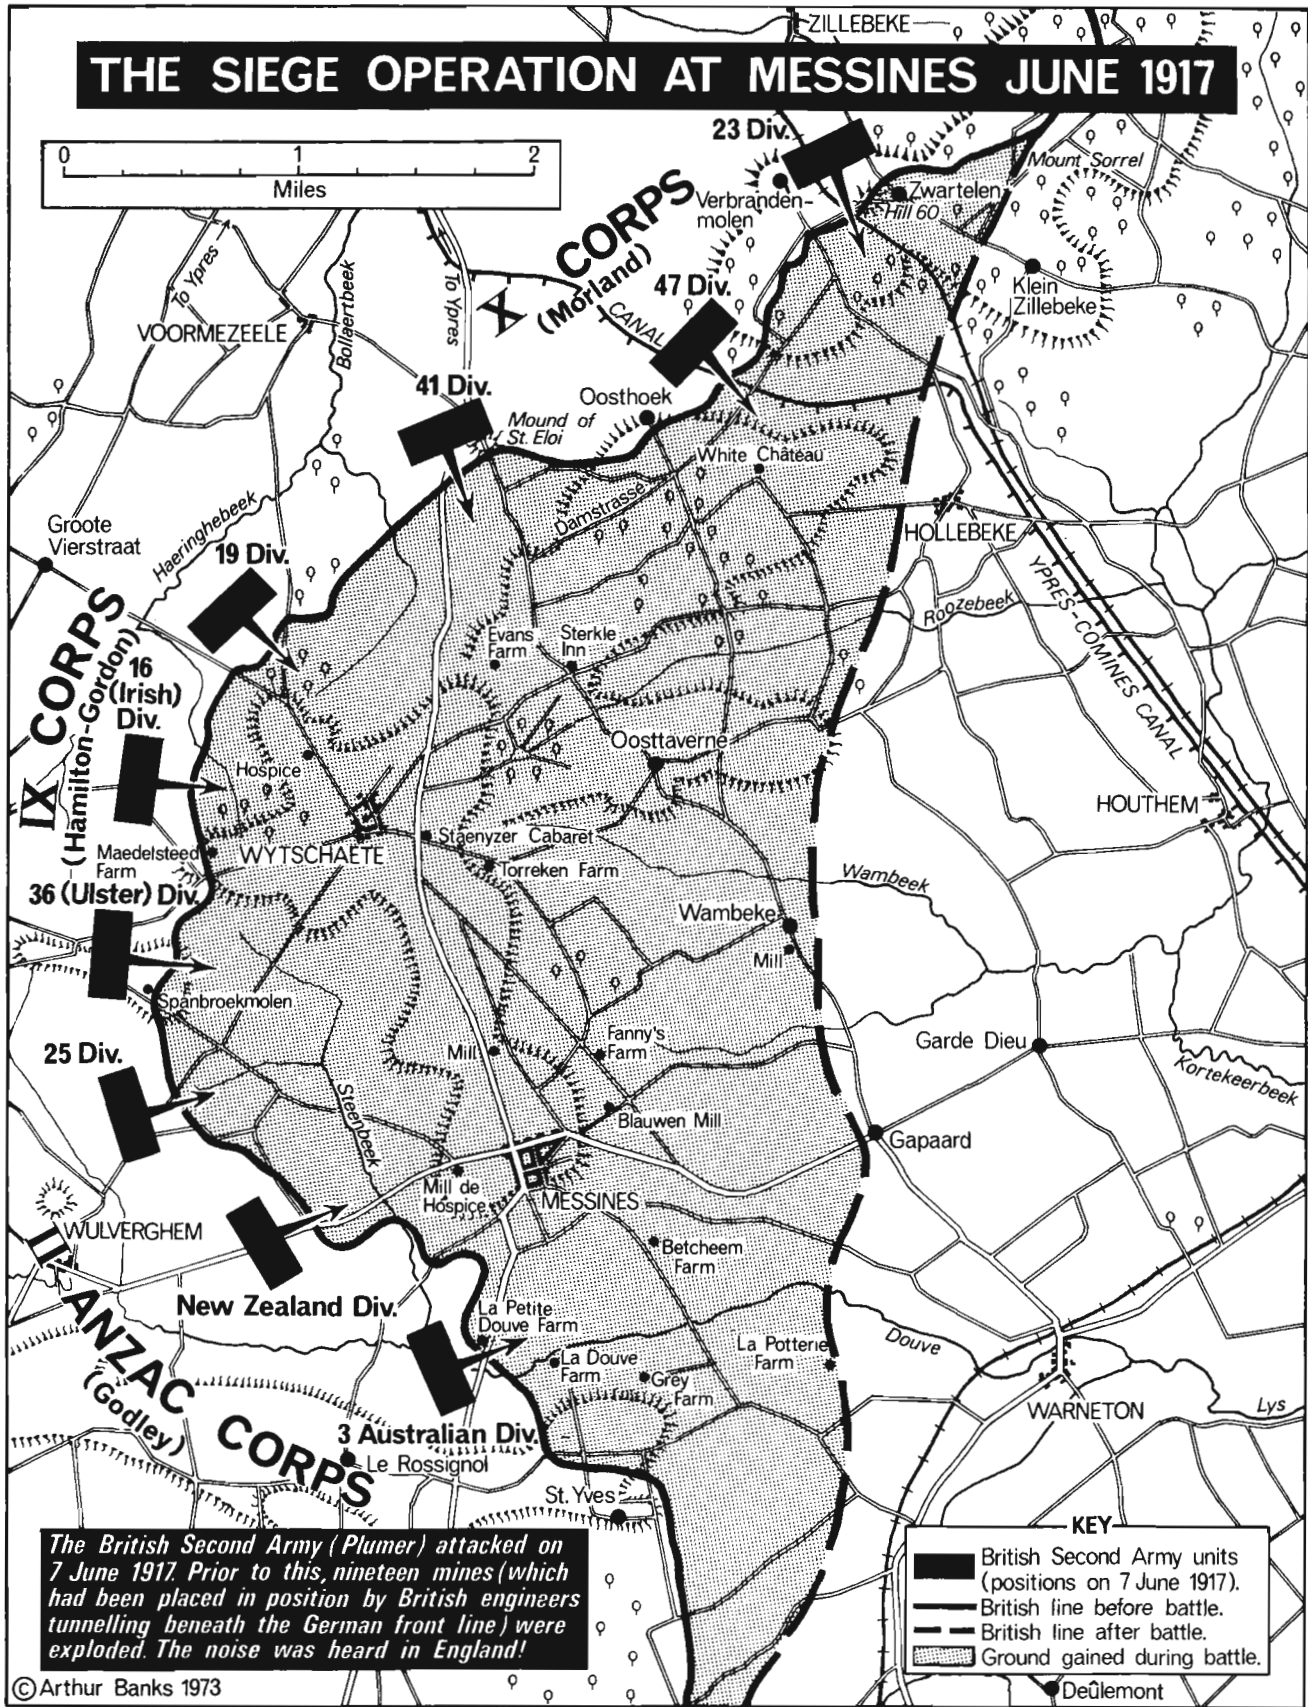 ZILLEBEKE
THE SIEGE OPERATION AT MESSINES JUNE 1917
0 1 2
Miles
23 Div.
Mount Sorrel
Verbranden-
molen
Zwartelen
Hill 60
X CORPS
(Morland)
To Ypres
Bollaertbeek
To Ypres
47 Div.
Klein
Zillebeke
CANAL
VOORMEZEELE
41 Div.
Oosthoek
Mound of
St. Eloi
White Château
Damstrasse
Groote
Vierstraat
Haeringhebeek
HOLLEBEKE
19 Div.
YPRES-COMINES CANAL
Roozebeek
IX CORPS
(Hamilton-Gordon)
16
(Irish)
Div.
Evans
Farm
Sterkle
Inn
Oosttaverne
Hospice
HOUTHEM
Staenyzer Cabaret
Maedelsteed
Farm
WYTSCHAETE
Torreken Farm
Wambeek
36 (Ulster) Div.
Wambeke
Mill
Spanbroekmolen
25 Div.
Mill
Fanny's
Farm
Garde Dieu
Kortekeerbeek
Steenbeek
Blauwen Mill
Gapaard
Mill de
Hospice
MESSINES
WULVERGHEM
Betcheem
Farm
II ANZAC CORPS
(Godley)
New Zealand Div.
La Petite
Douve Farm
La Potterie
Farm
Douve
La Douve
Farm
Grey
Farm
WARNETON
Lys
3 Australian Div.
Le Rossignol
St. Yves
The British Second Army (Plumer) attacked on
7 June 1917. Prior to this, nineteen mines (which
had been placed in position by British engineers
tunnelling beneath the German front line) were
exploded. The noise was heard in England!
KEY
British Second Army units
(positions on 7 June 1917).
British line before battle.
British line after battle.
Ground gained during battle.
© Arthur Banks 1973
Deûlemont